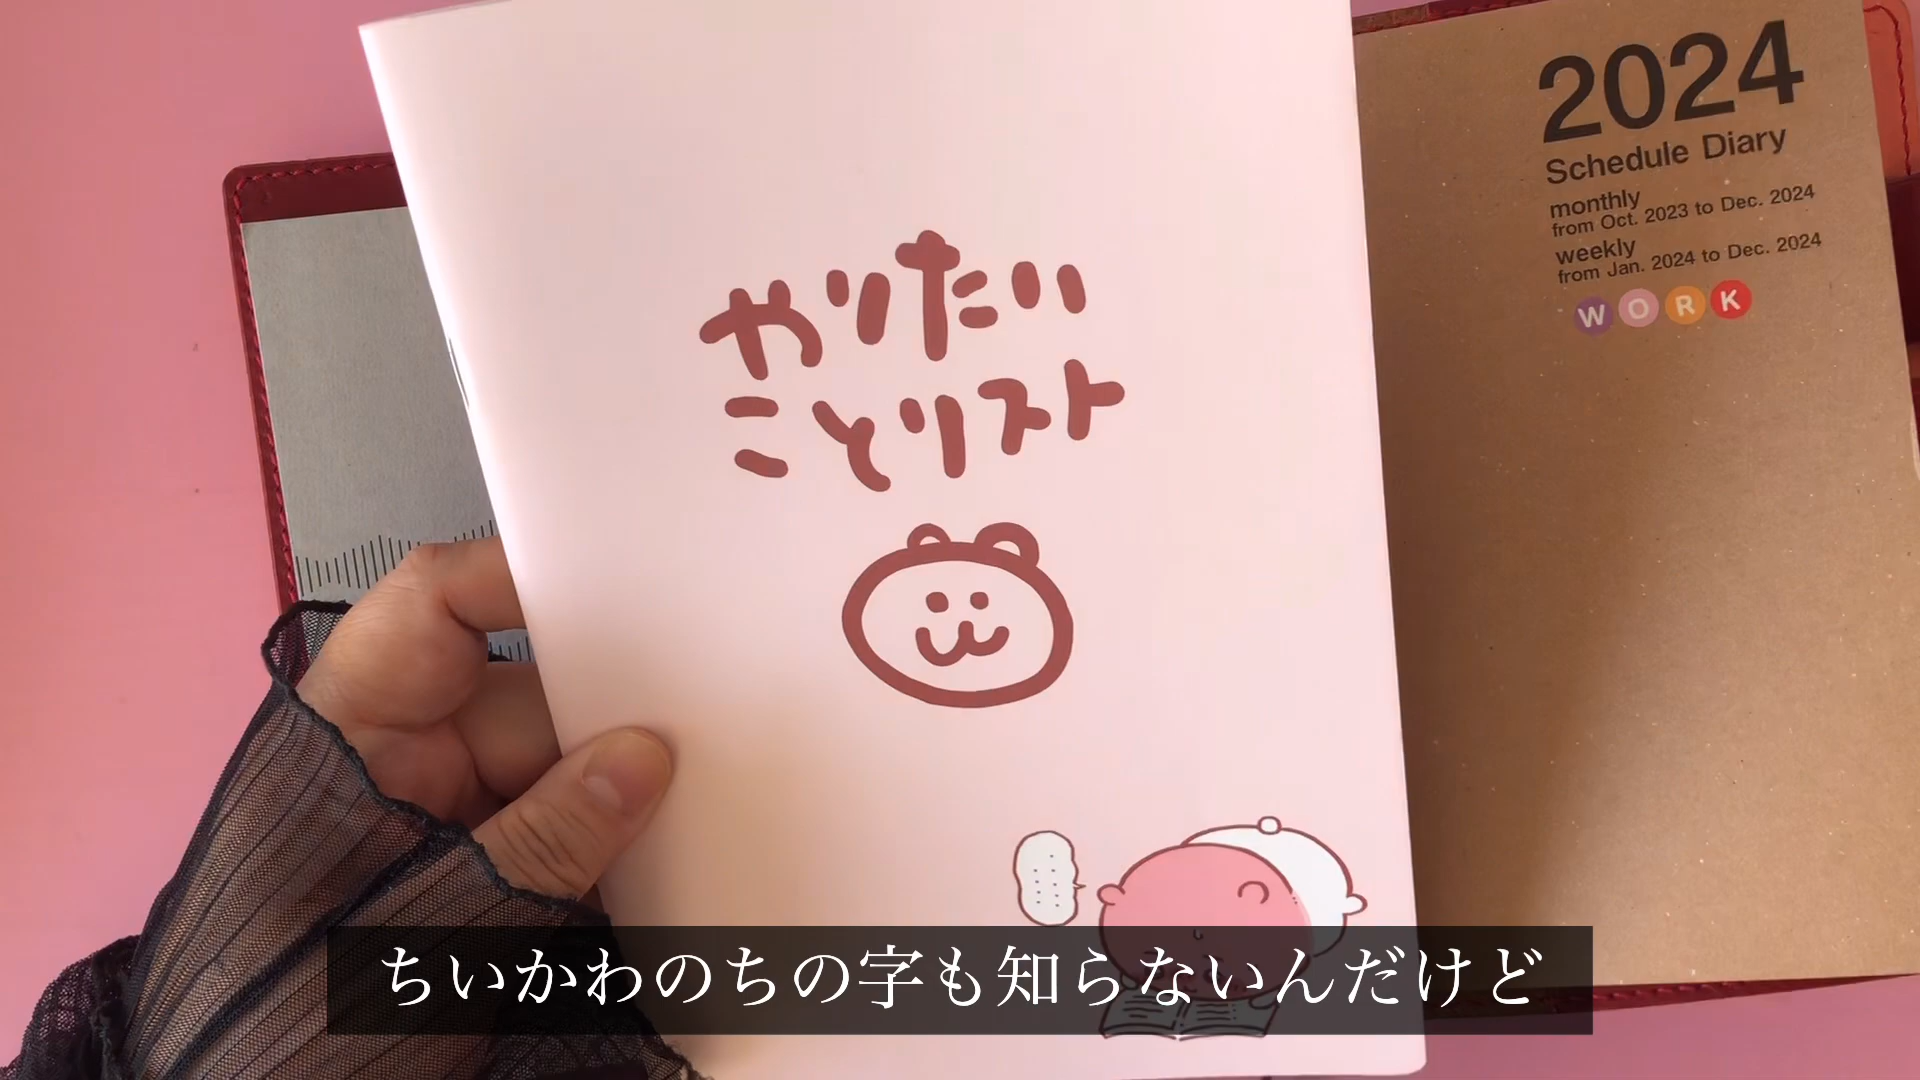 やりたい
ことリスト
2024
Schedule Diary
monthly
from Oct. 2023 to Dec. 2024
weekly
from Jan. 2024 to Dec. 2024
WORK
ちいかわのちの字も知らないんだけど